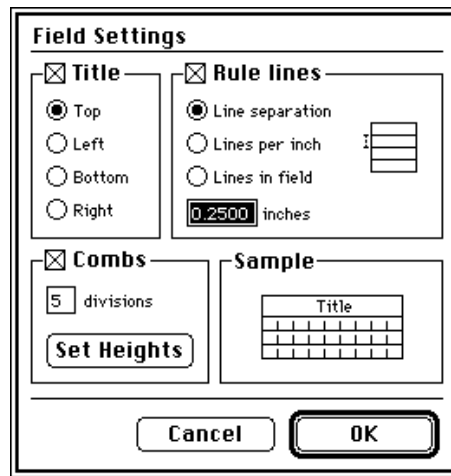 Field Settings
Title
Top
Left
Bottom
Right
Rule lines
Line separation
Lines per inch
Lines in field
0.2500 inches
Combs
5 divisions
Set Heights
Sample
Title
Cancel
OK